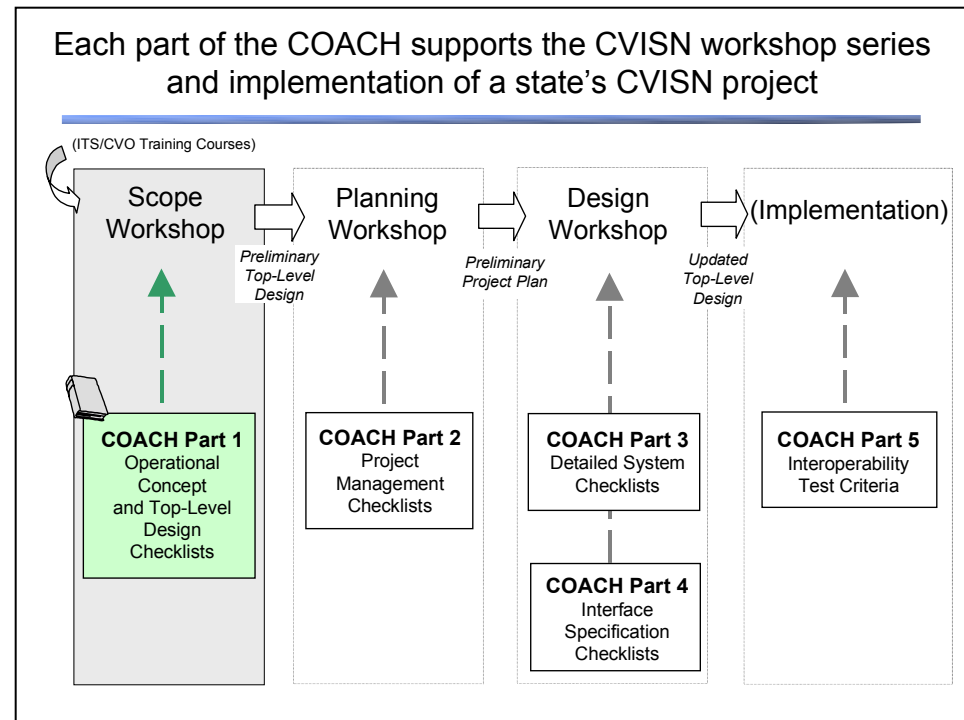 Each part of the COACH supports the CVISN workshop series
and implementation of a state's CVISN project
(ITS/CVO Training Courses)
Scope
Workshop
Preliminary
Top-Level
Design
Planning
Workshop
Preliminary
Project Plan
Design
Workshop
Updated
Top-Level
Design
(Implementation)
COACH Part 1
Operational
Concept
and Top-Level
Design
Checklists
COACH Part 2
Project
Management
Checklists
COACH Part 3
Detailed System
Checklists
COACH Part 4
Interface
Specification
Checklists
COACH Part 5
Interoperability
Test Criteria